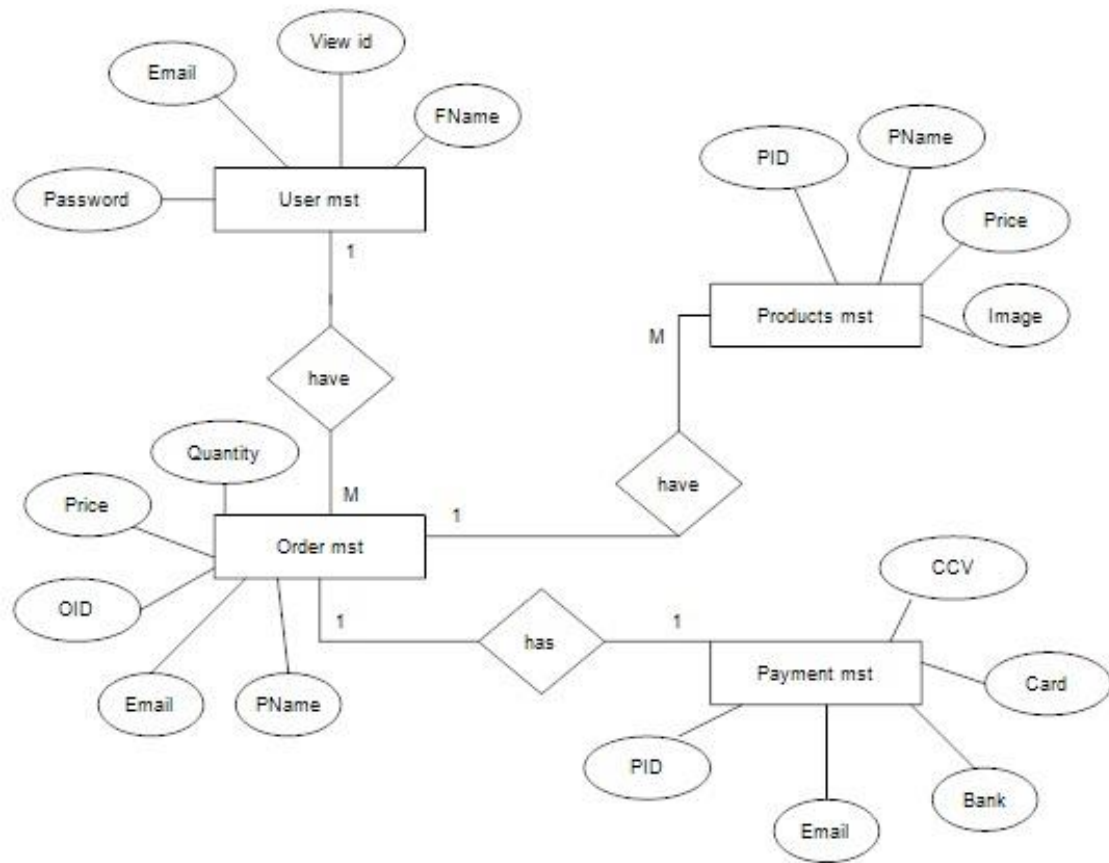 View id
Email
FName
Password
User mst
1
PID
PName
Price
Products mst
Image
M
have
Quantity
M
Price
1
have
Order mst
OID
1
has
1
CCV
Email
PName
Payment mst
Card
PID
Email
Bank